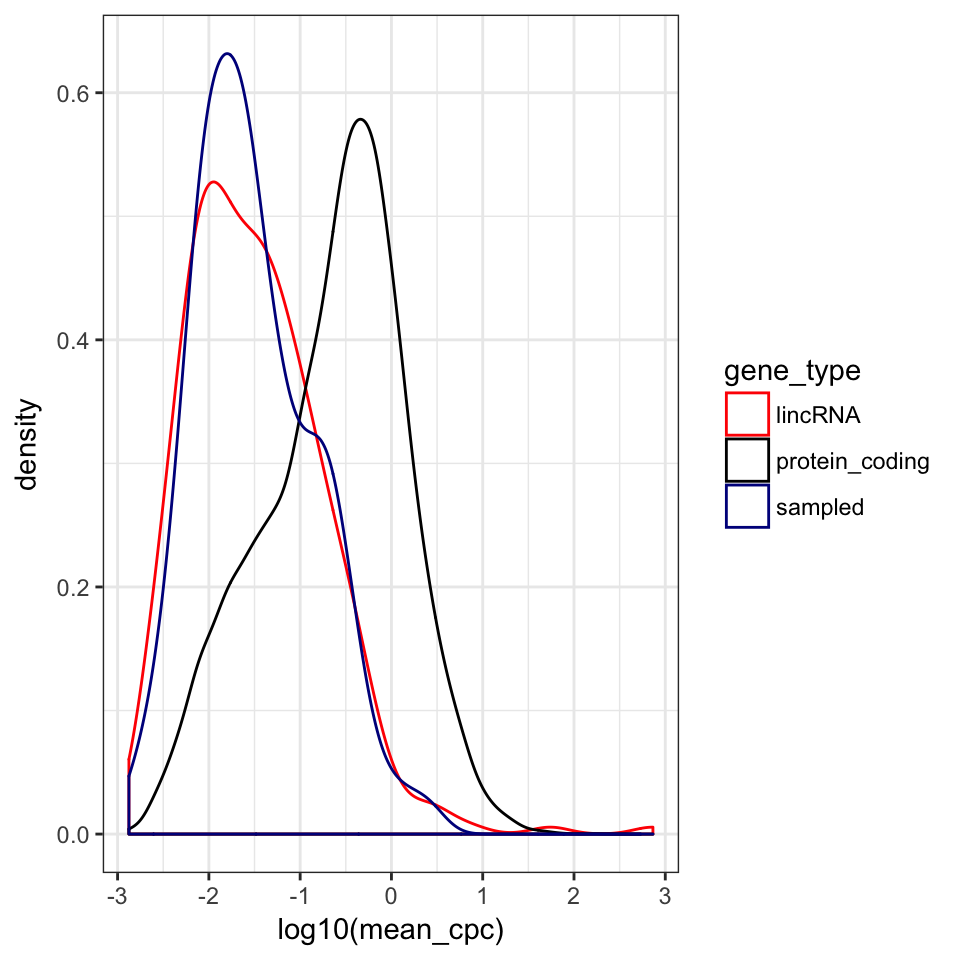 0.6
0.4
0.2
0.0
density
-3 -2 -1 0 1 2 3
log10(mean_cpc)
gene_type
lincRNA
protein_coding
sampled